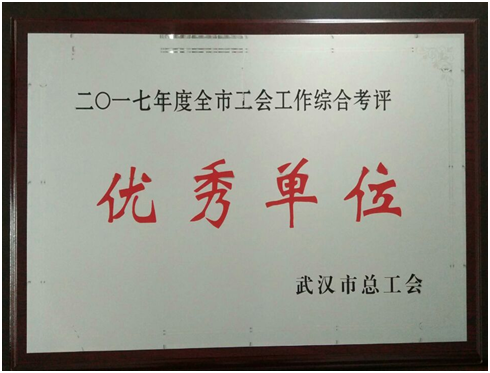 二〇一七年度全市工会工作综合考评
优秀单位
武汉市总工会